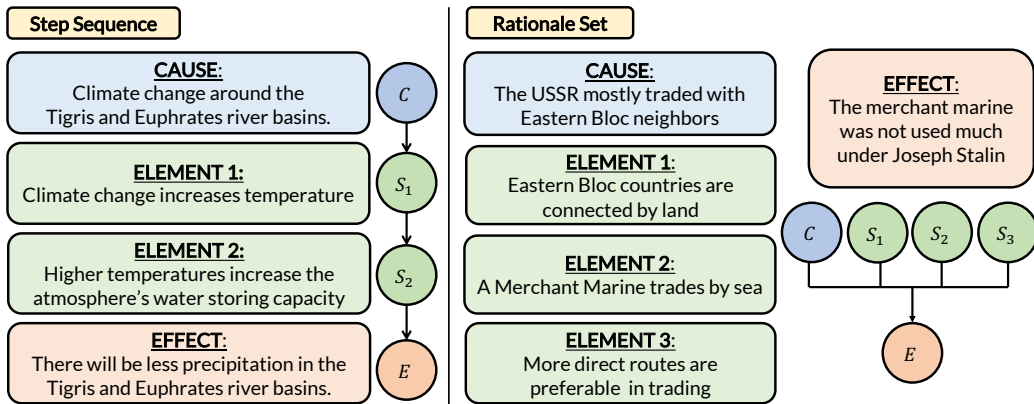 Step Sequence
CAUSE:
Climate change around the
Tigris and Euphrates river basins.
C
ELEMENT 1:
Climate change increases temperature
S1
ELEMENT 2:
Higher temperatures increase the
atmosphere's water storing capacity
S2
EFFECT:
There will be less precipitation in the
Tigris and Euphrates river basins.
E
Rationale Set
CAUSE:
The USSR mostly traded with
Eastern Bloc neighbors
ELEMENT 1:
Eastern Bloc countries are
connected by land
ELEMENT 2:
A Merchant Marine trades by sea
ELEMENT 3:
More direct routes are
preferable in trading
EFFECT:
The merchant marine
was not used much
under Joseph Stalin
C S1 S2 S3
E